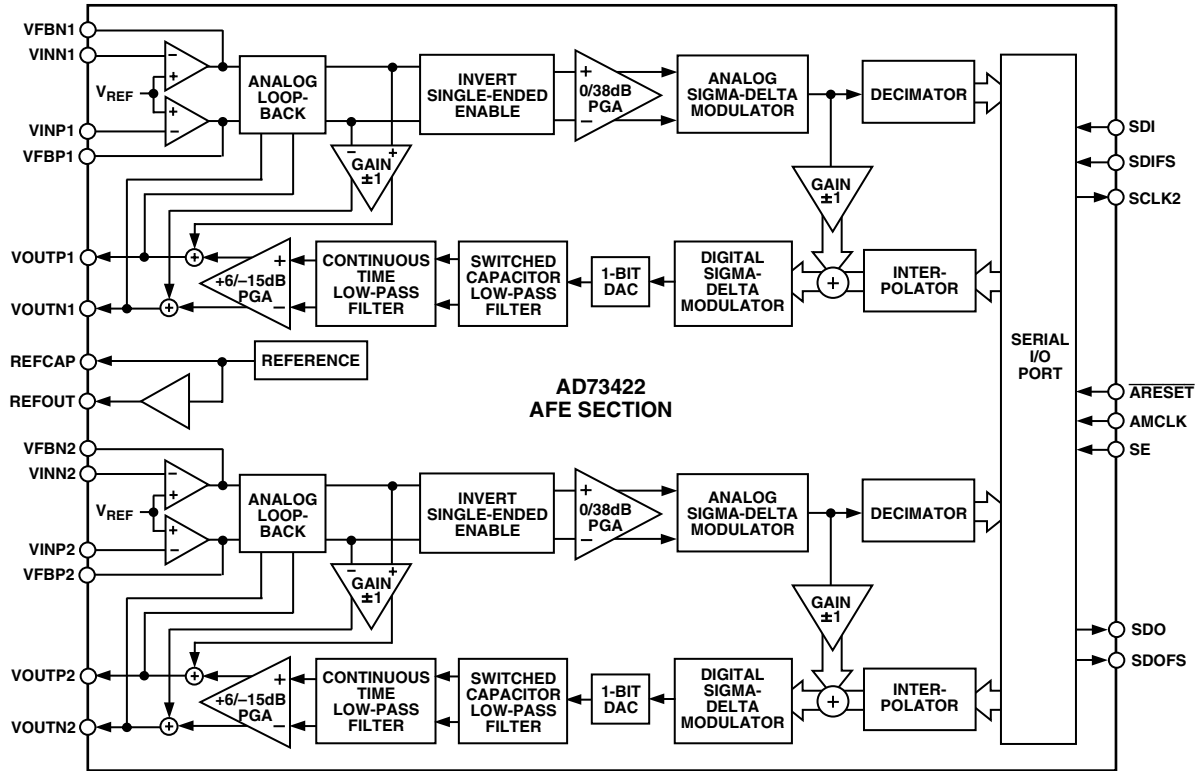 VFBN1
VINN1
VREF
VINP1
VFBP1
−
+
+
−
ANALOG
LOOP-
BACK
INVERT
SINGLE-ENDED
ENABLE
+
0/38dB
PGA
−
ANALOG
SIGMA-DELTA
MODULATOR
DECIMATOR
− +
GAIN
±1
GAIN
±1
SDI
SDIFS
SCLK2
VOUTP1
VOUTN1
+
+
+
+6/–15dB
PGA
−
CONTINUOUS
TIME
LOW-PASS
FILTER
SWITCHED
CAPACITOR
LOW-PASS
FILTER
1-BIT
DAC
DIGITAL
SIGMA-
DELTA
MODULATOR
+
INTER-
POLATOR
SERIAL
I/O
PORT
REFCAP
REFOUT
REFERENCE
AD73422
AFE SECTION
ARESET
AMCLK
SE
VFBN2
VINN2
VREF
VINP2
VFBP2
−
+
+
−
ANALOG
LOOP-
BACK
INVERT
SINGLE-ENDED
ENABLE
+
0/38dB
PGA
−
ANALOG
SIGMA-DELTA
MODULATOR
DECIMATOR
− +
GAIN
±1
GAIN
±1
SDO
SDOFS
VOUTP2
VOUTN2
+
+
+
+6/–15dB
PGA
−
CONTINUOUS
TIME
LOW-PASS
FILTER
SWITCHED
CAPACITOR
LOW-PASS
FILTER
1-BIT
DAC
DIGITAL
SIGMA-
DELTA
MODULATOR
+
INTER-
POLATOR